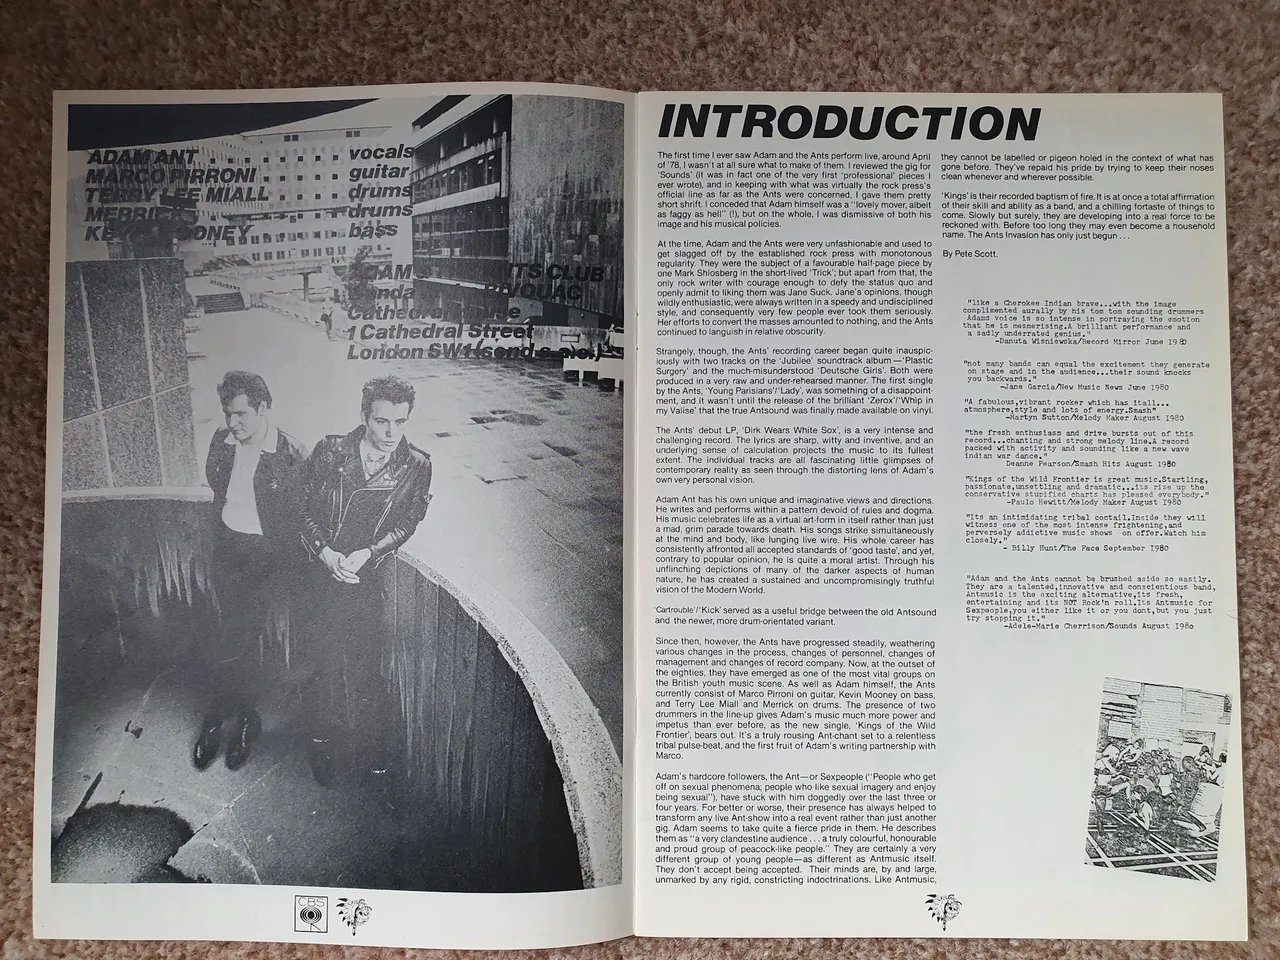 ADAM ANT vocals
MARCO PIRRONI guitar
TERRY LEE MIALL drums
MERRICK drums
KEVIN MOONEY bass
ADAM ANTS CLUB
Cathedral
1 Cathedral Street
London SW1 (send s.a.e.)
CBS
INTRODUCTION
The first time I ever saw Adam and the Ants perform live, around April
of '78, I wasn't at all sure what to make of them. I reviewed the gig for
'Sounds' (it was in fact one of the very first 'professional' pieces I
ever wrote), and in keeping with what was virtually the rock press's
official line as far as the Ants were concerned, I gave them pretty
short shrift. I conceded that Adam himself was a "lovely mover, albeit
as faggy as hell" (!), but on the whole, I was dismissive of both his
image and his musical policies.
At the time, Adam and the Ants were very unfashionable and used to
get slagged off by the established rock press with monotonous
regularity. They were the subject of a favourable half-page piece by
one Mark Shlosberg in the short-lived 'Trick'; but apart from that, the
only rock writer with courage enough to defy the status quo and
openly admit to liking them was Jane Suck. Jane's opinions, though
wildly enthusiastic, were always written in a speedy and undisciplined
style, and consequently very few people ever took them seriously.
Her efforts to convert the masses amounted to nothing, and the Ants
continued to languish in relative obscurity.
Strangely, though, the Ants' recording career began quite inauspic-
iously with two tracks on the 'Jubilee' soundtrack album—'Plastic
Surgery' and the much-misunderstood 'Deutsche Girls'. Both were
produced in a very raw and under-rehearsed manner. The first single
by the Ants, 'Young Parisians'/'Lady', was something of a disappoint-
ment, and it wasn't until the release of the brilliant 'Zerox'/'Whip in
my Valise' that the true Antsound was finally made available on vinyl.
The Ants' debut LP, 'Dirk Wears White Sox', is a very intense and
challenging record. The lyrics are sharp, witty and inventive, and an
underlying sense of calculation projects the music to its fullest
extent. The individual tracks are all fascinating little glimpses of
contemporary reality as seen through the distorting lens of Adam's
own very personal vision.
Adam Ant has his own unique and imaginative views and directions.
He writes and performs within a pattern devoid of rules and dogma.
His music celebrates life as a virtual art-form in itself rather than just
a mad, grim parade towards death. His songs strike simultaneously
at the mind and body, like lunging live wire. His whole career has
consistently affronted all accepted standards of 'good taste', and yet,
contrary to popular opinion, he is quite a moral artist. Through his
unflinching depictions of many of the darker aspects of human
nature, he has created a sustained and uncompromisingly truthful
vision of the Modern World.
'Cartrouble'/'Kick' served as a useful bridge between the old Antsound
and the newer, more drum-orientated variant.
Since then, however, the Ants have progressed steadily, weathering
various changes in the process, changes of personnel, changes of
management and changes of record company. Now, at the outset of
the eighties, they have emerged as one of the most vital groups on
the British youth music scene. As well as Adam himself, the Ants
currently consist of Marco Pirroni on guitar, Kevin Mooney on bass,
and Terry Lee Miall and Merrick on drums. The presence of two
drummers in the line-up gives Adam's music much more power and
impetus than ever before, as the new single, 'Kings of the Wild
Frontier', bears out. It's a truly rousing Ant-chant set to a relentless
tribal pulse-beat, and the first fruit of Adam's writing partnership with
Marco.
Adam's hardcore followers, the Ant—or Sexpeople ("People who get
off on sexual phenomena; people who like sexual imagery and enjoy
being sexual"), have stuck with him doggedly over the last three or
four years. For better or worse, their presence has always helped to
transform any live Ant-show into a real event rather than just another
gig. Adam seems to take quite a fierce pride in them. He describes
them as "a very clandestine audience . . . a truly colourful, honourable
and proud group of peacock-like people." They are certainly a very
different group of young people—as different as Antmusic itself.
They don't accept being accepted. Their minds are, by and large,
unmarked by any rigid, constricting indoctrinations. Like Antmusic,
they cannot be labelled or pigeon holed in the context of what has
gone before. They've repaid his pride by trying to keep their noses
clean whenever and wherever possible.
'Kings' is their recorded baptism of fire. It is at once a total affirmation
of their skill and ability as a band, and a chilling fortaste of things to
come. Slowly but surely, they are developing into a real force to be
reckoned with. Before too long they may even become a household
name. The Ants Invasion has only just begun . . .
By Pete Scott.
"like a Cherokee Indian brave...with the image
complimented aurally by his tom tom sounding drummers
Adams voice is so intense in portraying the emotion
that he is mesmerising.A brilliant performance and
a sadly underrated genius."
-Danuta Wisniewska/Record Mirror June 1980
"not many bands can equal the excitement they generate
on stage and in the audience...their sound knocks
you backwards."
-Jane Garcia/New Music News June 1980
"A fabulous,vibrant rocker which has itall...
atmosphere,style and lots of energy.Smash"
-Martyn Sutton/Melody Maker August 1980
"the fresh enthusiasm and drive bursts out of this
record...chanting and strong melody line.A record
packed with activity and sounding like a new wave
indian war dance."
Deanne Pearson/Smash Hits August 1980
"Kings of the Wild Frontier is great music.Startling,
passionate,unsettling and dramatic...its rise up the
conservative stupified charts has pleased everybody."
-Paulo Hewitt/Melody Maker August 1980
"Its an intimidating tribal coctail.Inside they will
witness one of the most intense frightening,and
perversely addictive music shows on offer.Watch him
closely."
- Billy Hunt/The Face September 1980
"Adam and the Ants cannot be brushed aside so easily.
They are a talented,innovative and conscientious band,
Antmusic is the exciting alternative,its fresh,
entertaining and its NOT Rock'n roll.Its Antmusic for
Sexpeople,you either like it or you dont,but you just
try stopping it."
-Adele-Marie Cherrison/Sounds August 1980